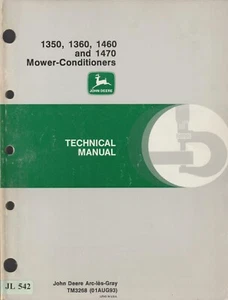 1350, 1360, 1460
and 1470
Mower-Conditioners
JOHN DEERE
TECHNICAL
MANUAL
John Deere Arc-lès-Gray
TM3268 (01AUG93)
JL 542